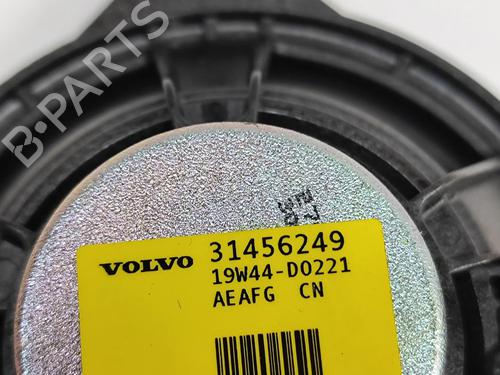 B-PARTS
VOLVO 31456249
19W44-D0221
AEAFG CN